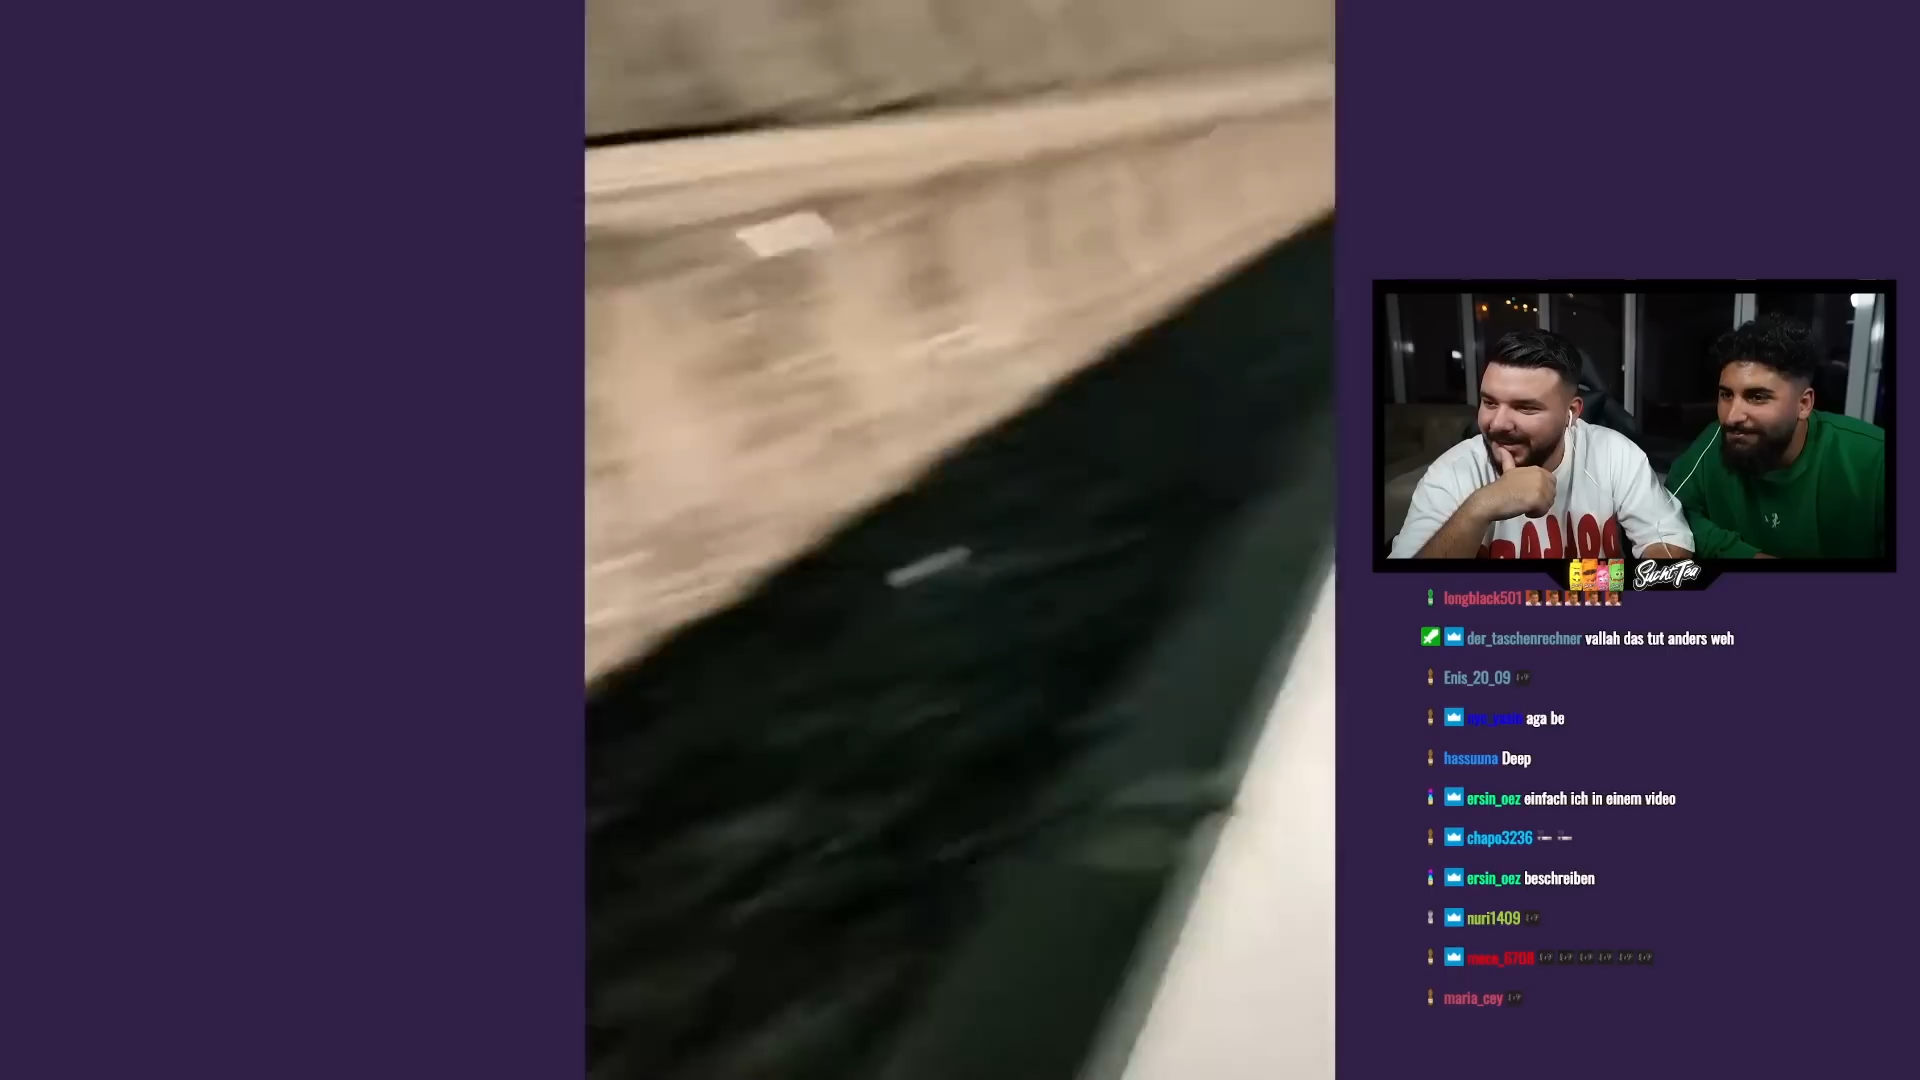 SuchtTea
longblack501
der_taschenrechner vallah das tut anders weh
Enis_20_09
aga be
hassuuna Deep
ersin_oez einfach ich in einem video
chapo3236
ersin_oez beschreiben
nuri1409
maria_cey